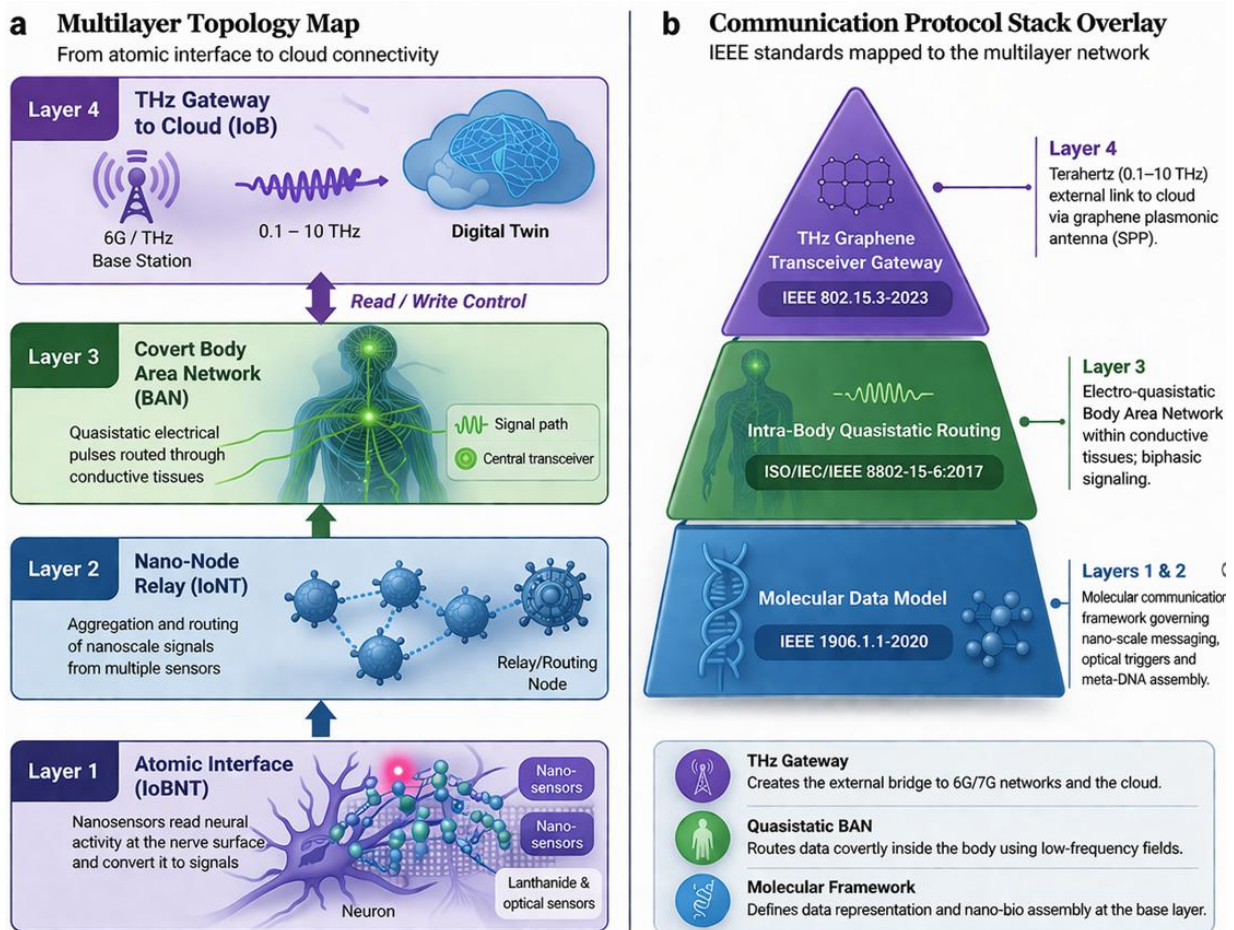 a Multilayer Topology Map
From atomic interface to cloud connectivity
Layer 4
THz Gateway
to Cloud (IoB)
6G / THz
Base Station
0.1 – 10 THz
Digital Twin
Read / Write Control
Layer 3
Covert Body
Area Network
(BAN)
Quasistatic electrical
pulses routed through
conductive tissues
Signal path
Central transceiver
Layer 2
Nano-Node
Relay (IoNT)
Aggregation and routing
of nanoscale signals
from multiple sensors
Relay/Routing
Node
Layer 1
Atomic Interface
(IoBNT)
Nanosensors read neural
activity at the nerve surface
and convert it to signals
Neuron
Nano-
sensors
Nano-
sensors
Lanthanide &
optical sensors
b Communication Protocol Stack Overlay
IEEE standards mapped to the multilayer network
THz Graphene
Transceiver Gateway
IEEE 802.15.3-2023
Layer 4
Terahertz (0.1–10 THz)
external link to cloud
via graphene plasmonic
antenna (SPP).
Intra-Body Quasistatic Routing
ISO/IEC/IEEE 8802-15-6:2017
Layer 3
Electro-quasistatic
Body Area Network
within conductive
tissues; biphasic
signaling.
Molecular Data Model
IEEE 1906.1.1-2020
Layers 1 & 2
Molecular communication
framework governing
nano-scale messaging,
optical triggers and
meta-DNA assembly.
THz Gateway
Creates the external bridge to 6G/7G networks and the cloud.
Quasistatic BAN
Routes data covertly inside the body using low-frequency fields.
Molecular Framework
Defines data representation and nano-bio assembly at the base layer.